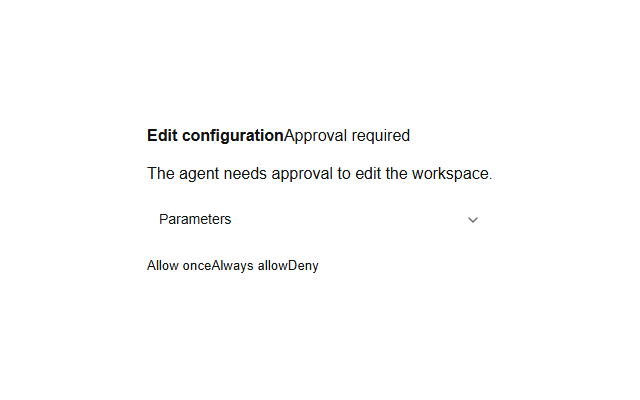 Edit configurationApproval required
The agent needs approval to edit the workspace.
Parameters
Allow onceAlways allowDeny